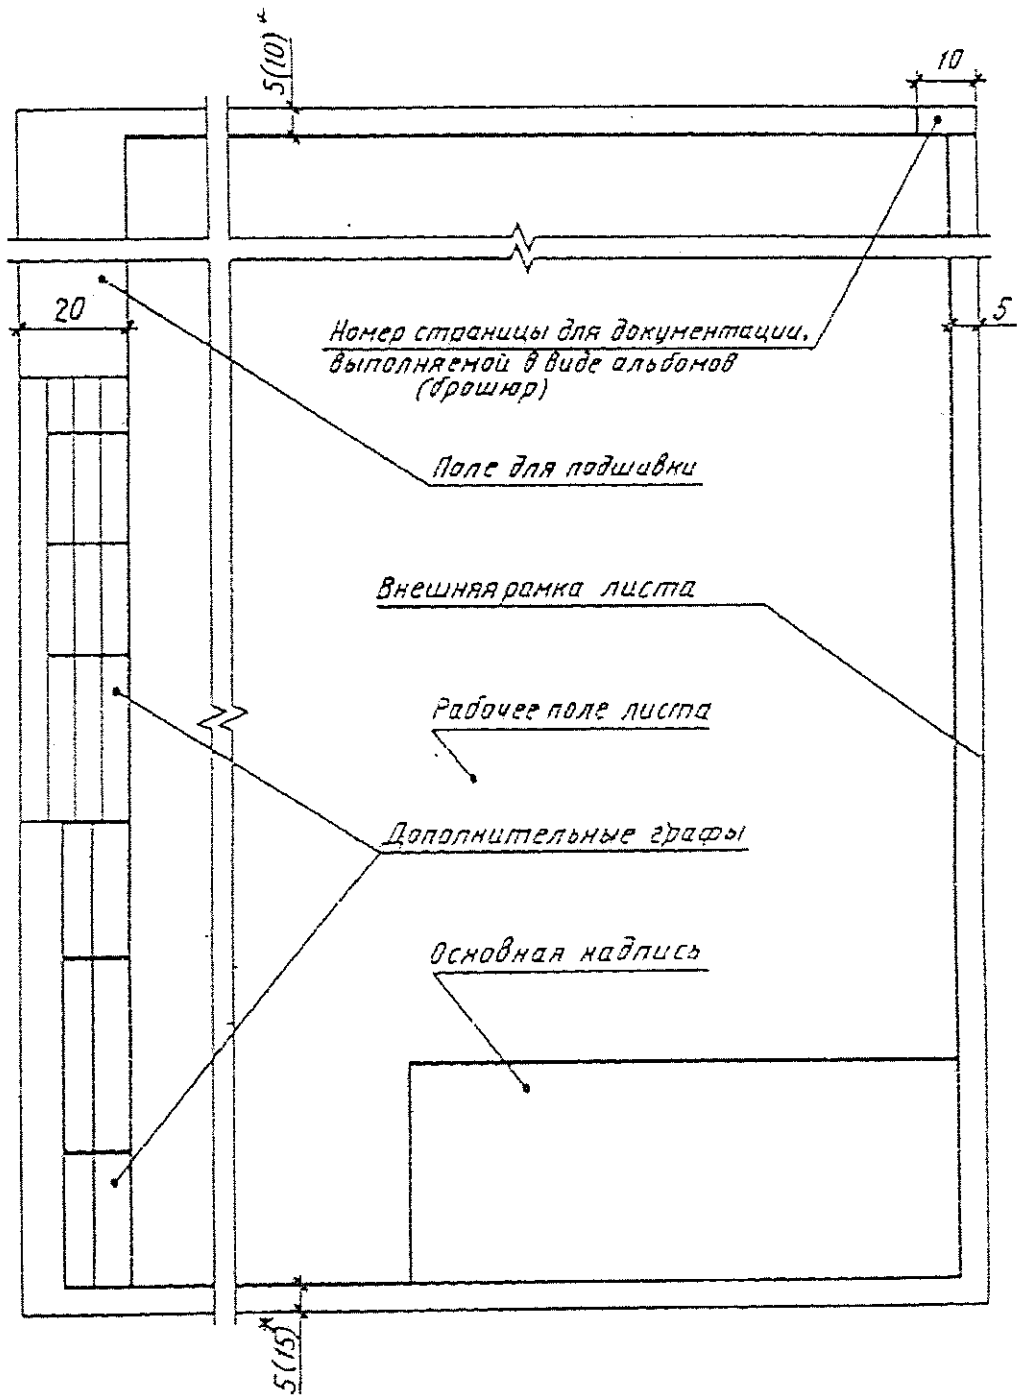 5(10)*
10
20
5
Номер страницы для документации,
выполняемой в виде альбомов
(брошюр)
Поле для подшивки
Внешняя рамка листа
Рабочее поле листа
Дополнительные графы
Основная надпись
5(15)*